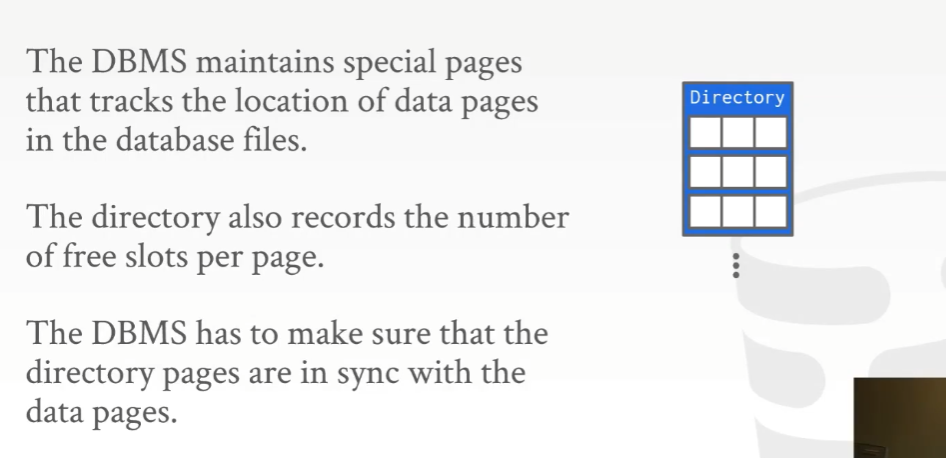 The DBMS maintains special pages
that tracks the location of data pages
in the database files.
The directory also records the number
of free slots per page.
The DBMS has to make sure that the
directory pages are in sync with the
data pages.
Directory